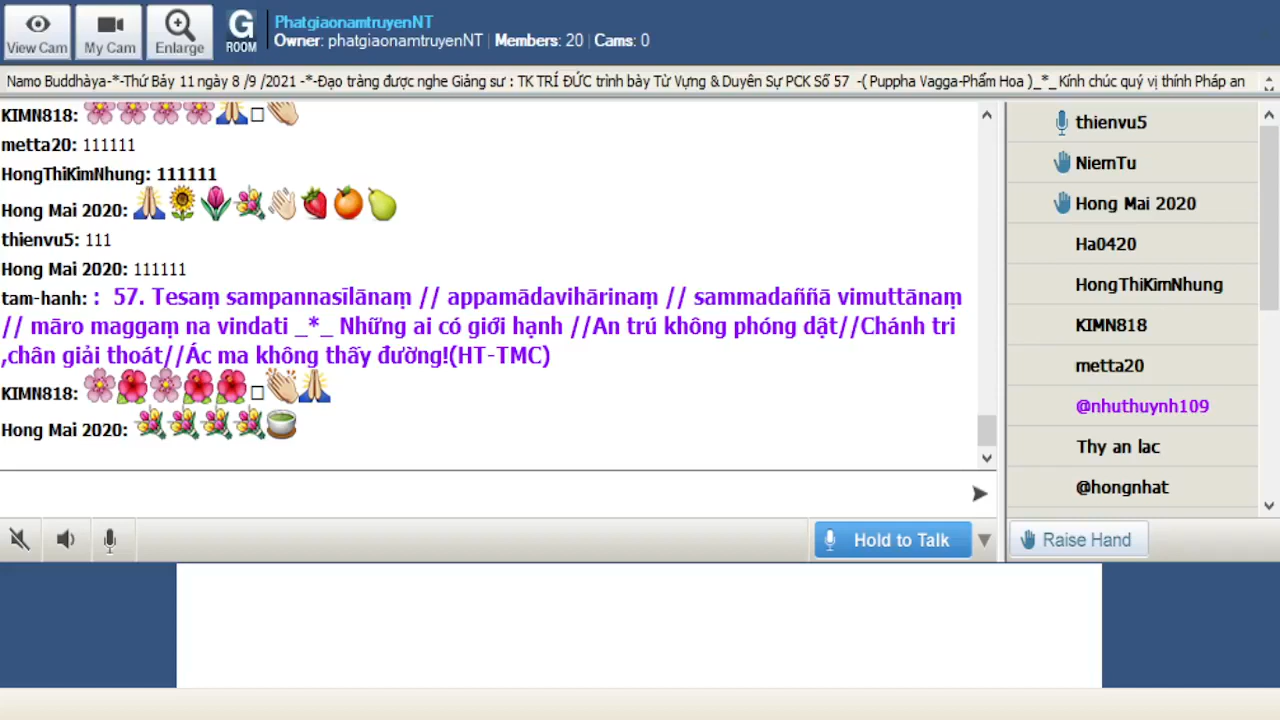 View Cam
My Cam
Enlarge
G
ROOM
PhatgiaonamtruyenNT
Owner: phatgiaonamtruyenNT | Members: 20 | Cams: 0
Namo Buddhàya-*-Thứ Bảy 11 ngày 8 /9 /2021 -*-Đạo tràng được nghe Giảng sư : TK TRÍ ĐỨC trình bày Từ Vựng & Duyên Sự PCK Số 57 -( Puppha Vagga-Phẩm Hoa )_*_Kính chúc quý vị thính Pháp an
KIMN818: 🌸🌸🌸🌸🙏□👏
metta20: 111111
HongThiKimNhung: 111111
Hong Mai 2020: 🙏🌻🌷💐👋🍓🍊🍐
thienvu5: 111
Hong Mai 2020: 111111
tam-hanh: : 57. Tesaṃ sampannasīlānaṃ // appamādavihārinaṃ // sammadaññā vimuttānaṃ
// māro maggaṃ na vindati _*_ Những ai có giới hạnh //An trú không phóng dật//Chánh tri
,chân giải thoát//Ác ma không thấy đường!(HT-TMC)
KIMN818: 🌸🌺🌸🌺🌺□👏🙏
Hong Mai 2020: 💐💐💐💐🍵
thienvu5
NiemTu
Hong Mai 2020
Ha0420
HongThiKimNhung
KIMN818
metta20
@nhuthuynh109
Thy an lac
@hongnhat
Hold to Talk
Raise Hand